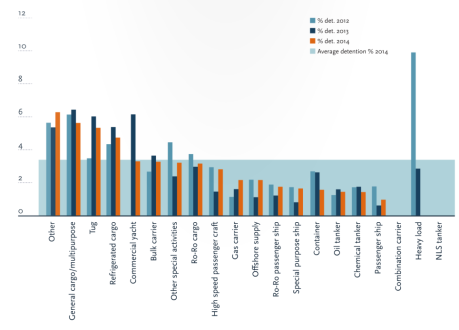 12
10
8
6
4
2
0
% det. 2012
% det. 2013
% det. 2014
Average detention % 2014
Other
General cargo/multipurpose
Tug
Refrigerated cargo
Commercial yacht
Bulk carrier
Other special activities
Ro-Ro cargo
High speed passenger craft
Gas carrier
Offshore supply
Ro-Ro passenger ship
Special purpose ship
Container
Oil tanker
Chemical tanker
Passenger ship
Combination carrier
Heavy load
NLS tanker